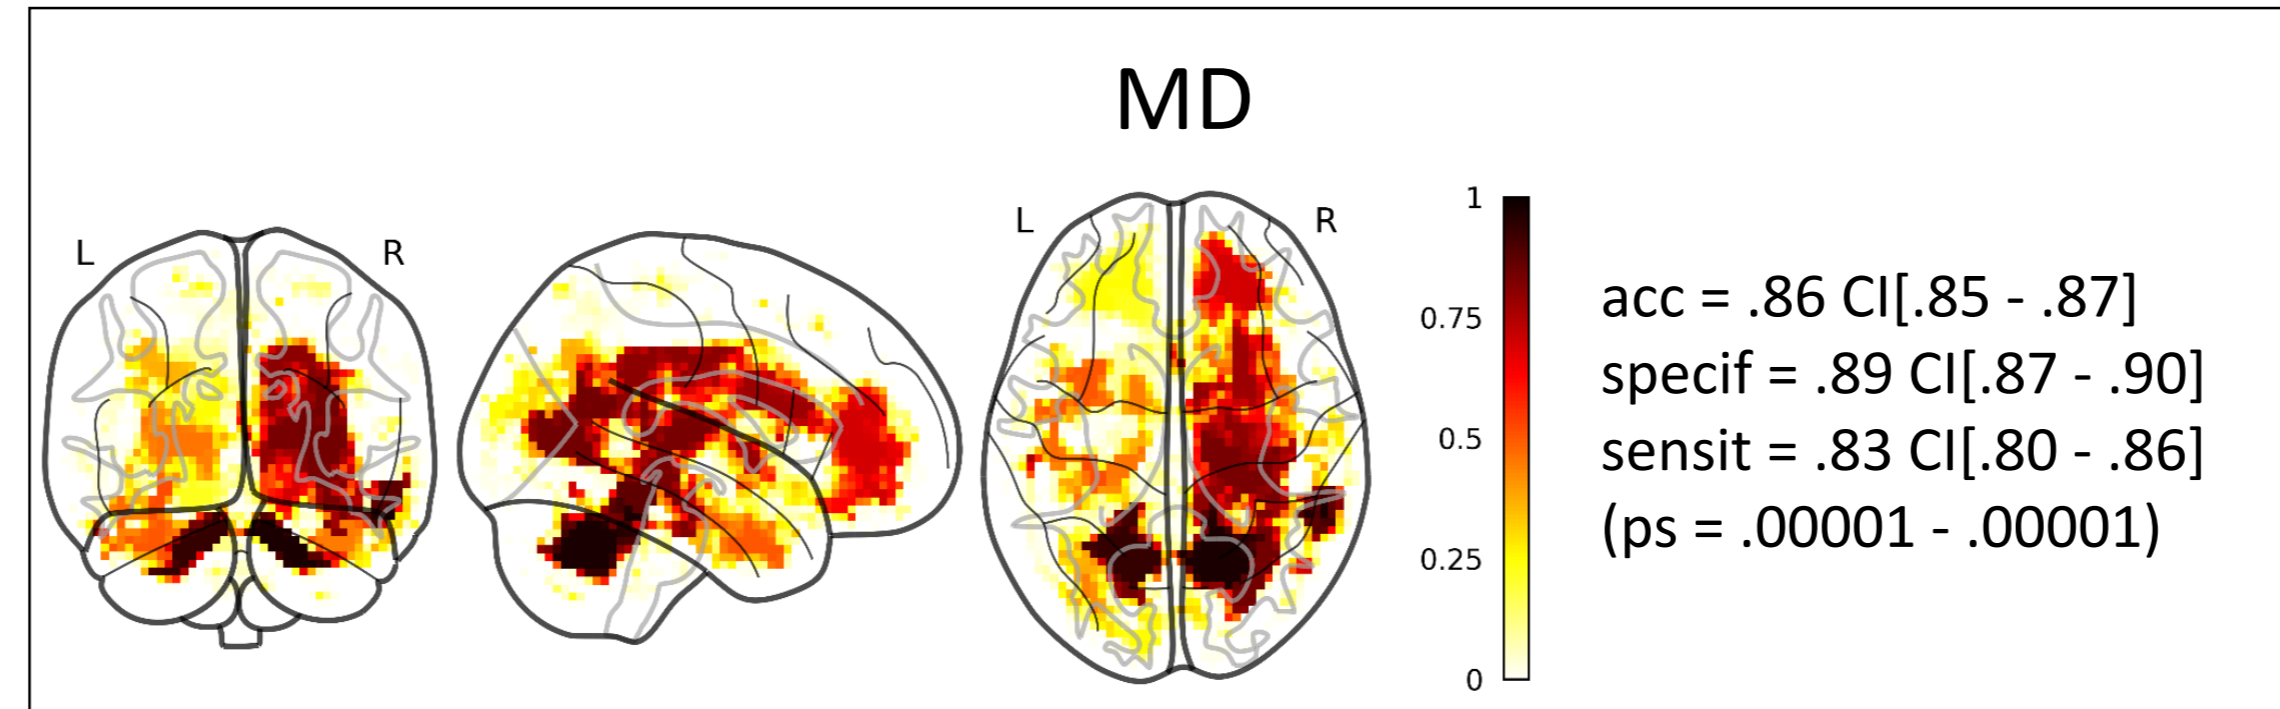 MD
L
R
L
R
1
0.75
0.5
0.25
0
acc = .86 CI[.85 - .87]
specif = .89 CI[.87 - .90]
sensit = .83 CI[.80 - .86]
(ps = .00001 - .00001)